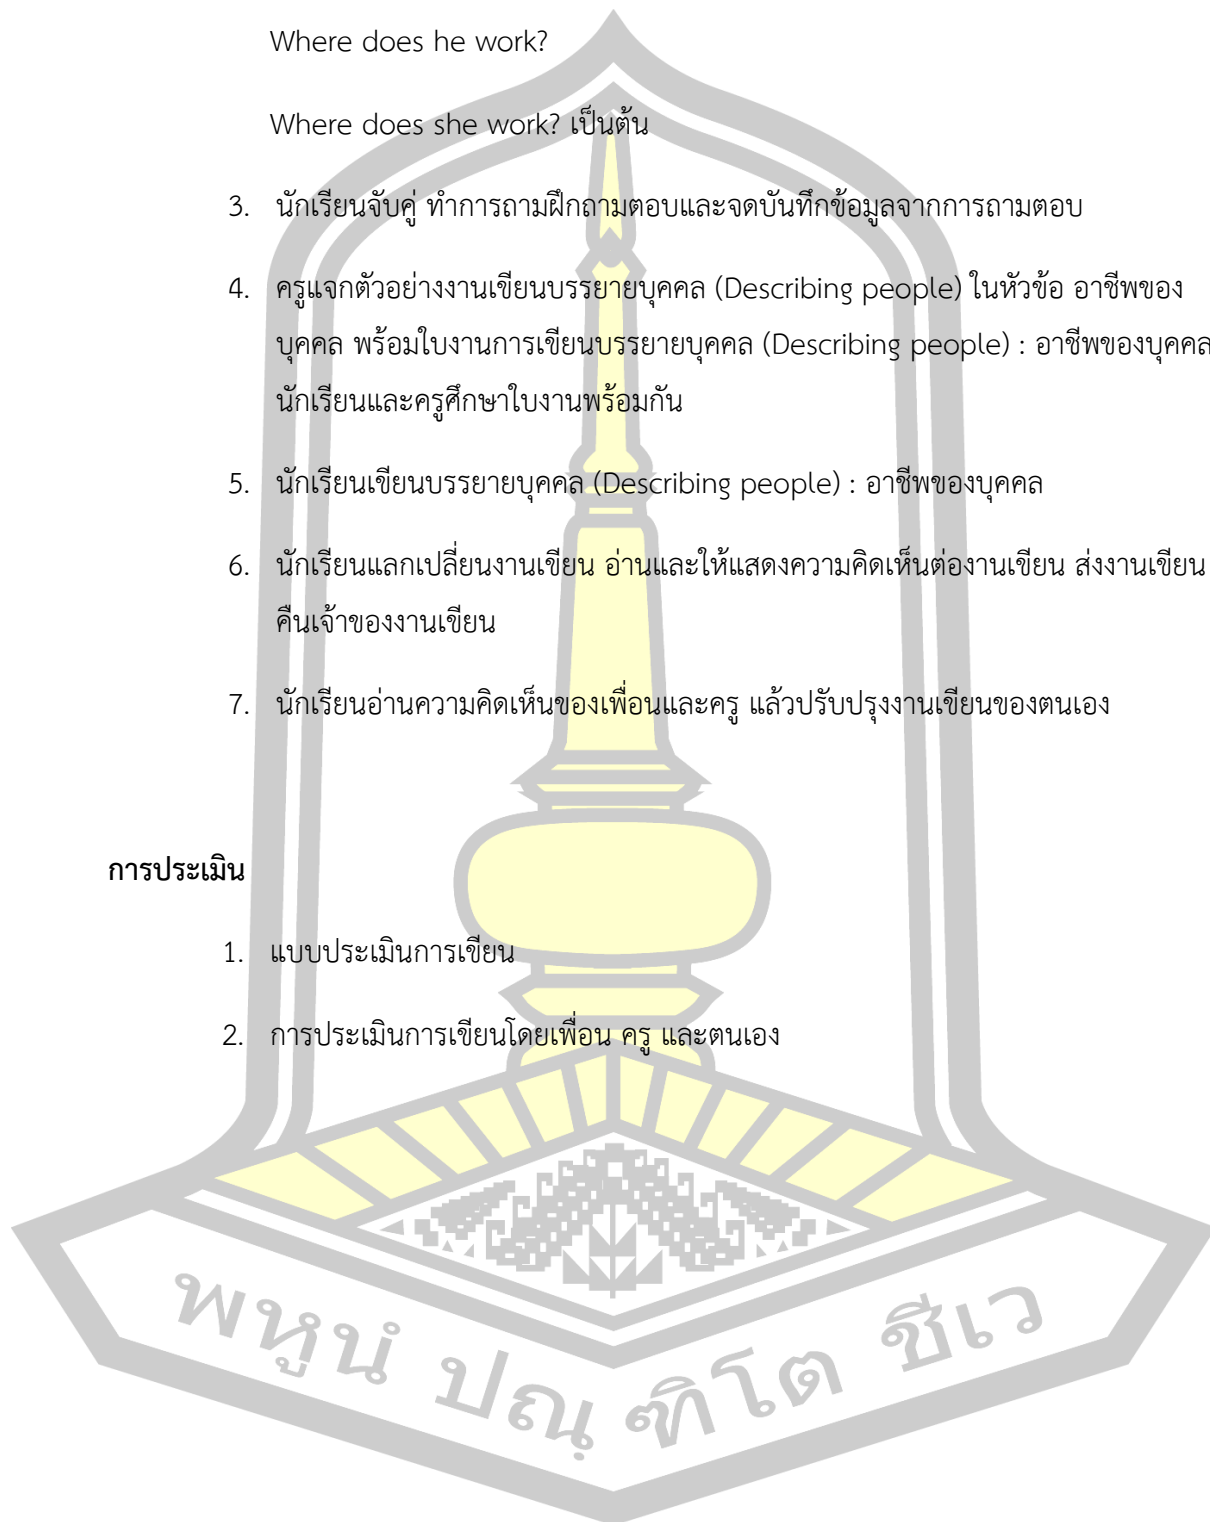 Where does he work?
Where does she work? เป็นต้น
3. นักเรียนจับคู่ ทำการถามฝึกถามตอบและจดบันทึกข้อมูลจากการถามตอบ
4. ครูแจกตัวอย่างงานเขียนบรรยายบุคคล (Describing people) ในหัวข้อ อาชีพของ
บุคคล พร้อมใบงานการเขียนบรรยายบุคคล (Describing people) : อาชีพของบุคคล
นักเรียนและครูศึกษาใบงานพร้อมกัน
5. นักเรียนเขียนบรรยายบุคคล (Describing people) : อาชีพของบุคคล
6. นักเรียนแลกเปลี่ยนงานเขียน อ่านและให้แสดงความคิดเห็นต่องานเขียน ส่งงานเขียน
คืนเจ้าของงานเขียน
7. นักเรียนอ่านความคิดเห็นของเพื่อนและครู แล้วปรับปรุงงานเขียนของตนเอง
การประเมิน
1. แบบประเมินการเขียน
2. การประเมินการเขียนโดยเพื่อน ครู และตนเอง
พหูนํ ปณฺฑิโต ชีเว